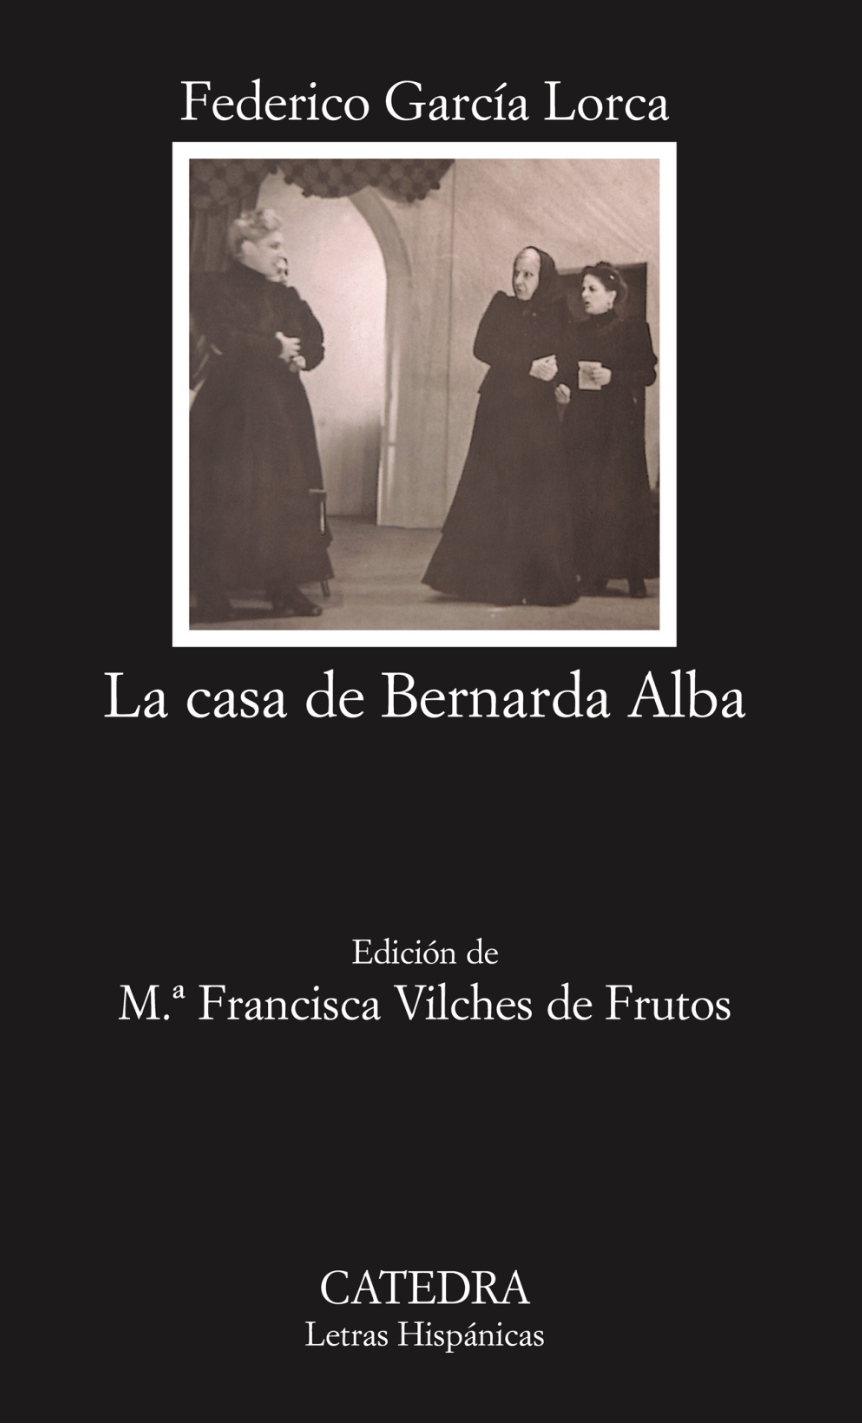 Federico García Lorca
La casa de Bernarda Alba
Edición de
M.ª Francisca Vilches de Frutos
CATEDRA
Letras Hispánicas